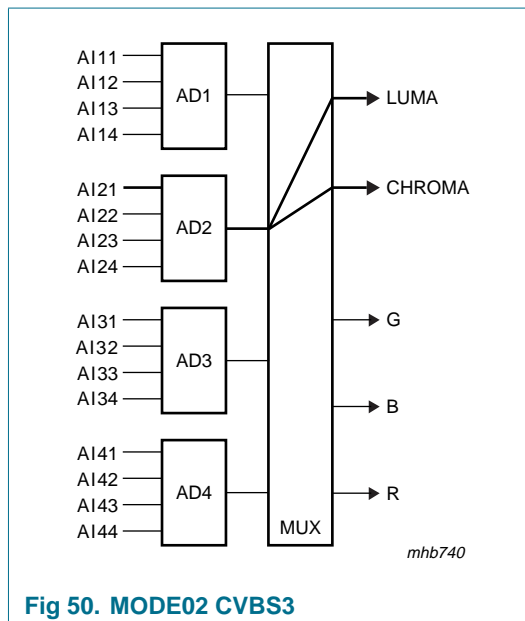 AI11
AI12
AI13
AI14
AD1
AI21
AI22
AI23
AI24
AD2
AI31
AI32
AI33
AI34
AD3
AI41
AI42
AI43
AI44
AD4
MUX
LUMA
CHROMA
G
B
R
mhb740
Fig 50. MODE02 CVBS3